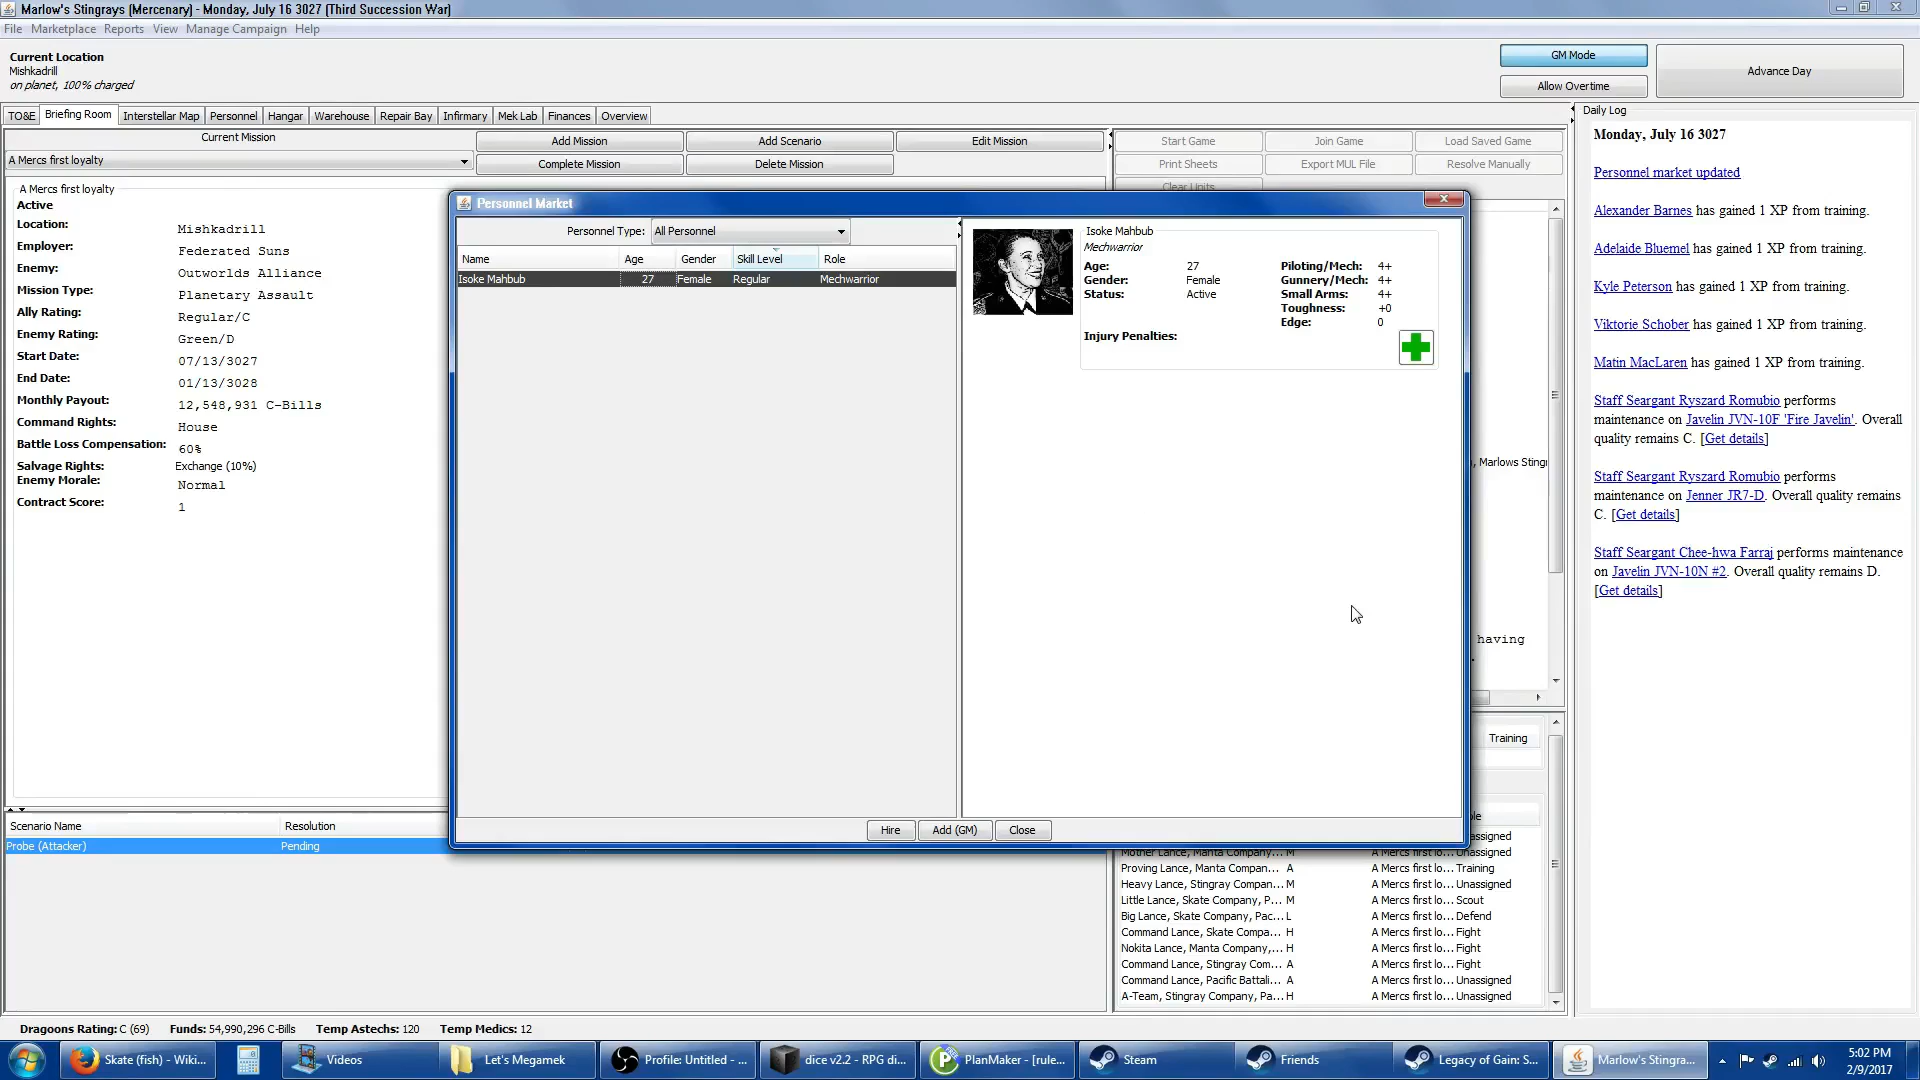 Marlow's Stingrays (Mercenary) - Monday, July 16 3027 (Third Succession War)
File Marketplace Reports View Manage Campaign Help
Current Location
Mishkadrill
on planet, 100% charged
GM Mode
Allow Overtime
Advance Day
TO&E Briefing Room Interstellar Map Personnel Hangar Warehouse Repair Bay Infirmary Mek Lab Finances Overview
Current Mission
A Mercs first loyalty
Add Mission Add Scenario Edit Mission
Complete Mission Delete Mission
Start Game Join Game Load Saved Game
Print Sheets Export MUL File Resolve Manually
Clear Units
A Mercs first loyalty
Active
Location: Mishkadrill
Employer: Federated Suns
Enemy: Outworlds Alliance
Mission Type: Planetary Assault
Ally Rating: Regular/C
Enemy Rating: Green/D
Start Date: 07/13/3027
End Date: 01/13/3028
Monthly Payout: 12,548,931 C-Bills
Command Rights: House
Battle Loss Compensation: 60%
Salvage Rights: Exchange (10%)
Enemy Morale: Normal
Contract Score: 1
Scenario Name Resolution
Probe (Attacker) Pending
Personnel Market
Personnel Type: All Personnel
Name Age Gender Skill Level Role
Isoke Mahbub 27 Female Regular Mechwarrior
Isoke Mahbub
Mechwarrior
Age: 27 Piloting/Mech: 4+
Gender: Female Gunnery/Mech: 4+
Status: Active Small Arms: 4+
Toughness: +0
Edge: 0
Injury Penalties:
Hire Add (GM) Close
, Marlows Sting
having
Training
Unassigned
Mother Lance, Manta Company,... M A Mercs first lo... Unassigned
Proving Lance, Manta Compan... A A Mercs first lo... Training
Heavy Lance, Stingray Compan... M A Mercs first lo... Unassigned
Little Lance, Skate Company, P... M A Mercs first lo... Scout
Big Lance, Skate Company, Pac... L A Mercs first lo... Defend
Command Lance, Skate Compa... H A Mercs first lo... Fight
Nokita Lance, Manta Company,... H A Mercs first lo... Fight
Command Lance, Stingray Com... A A Mercs first lo... Fight
Command Lance, Pacific Battali... A A Mercs first lo... Unassigned
A-Team, Stingray Company, Pa... H A Mercs first lo... Unassigned
Daily Log
Monday, July 16 3027
Personnel market updated
Alexander Barnes has gained 1 XP from training.
Adelaide Bluemel has gained 1 XP from training.
Kyle Peterson has gained 1 XP from training.
Viktorie Schober has gained 1 XP from training.
Matin MacLaren has gained 1 XP from training.
Staff Seargant Ryszard Romubio performs
maintenance on Javelin JVN-10F 'Fire Javelin'. Overall
quality remains C. [Get details]
Staff Seargant Ryszard Romubio performs
maintenance on Jenner JR7-D. Overall quality remains
C. [Get details]
Staff Seargant Chee-hwa Farraj performs maintenance
on Javelin JVN-10N #2. Overall quality remains D.
[Get details]
Dragoons Rating: C (69) Funds: 54,990,296 C-Bills Temp Astechs: 120 Temp Medics: 12
Skate (fish) - Wiki... Videos Let's Megamek Profile: Untitled - ... dice v2.2 - RPG di... PlanMaker - [rule... Steam Friends Legacy of Gain: S... Marlow's Stingra...
5:02 PM
2/9/2017